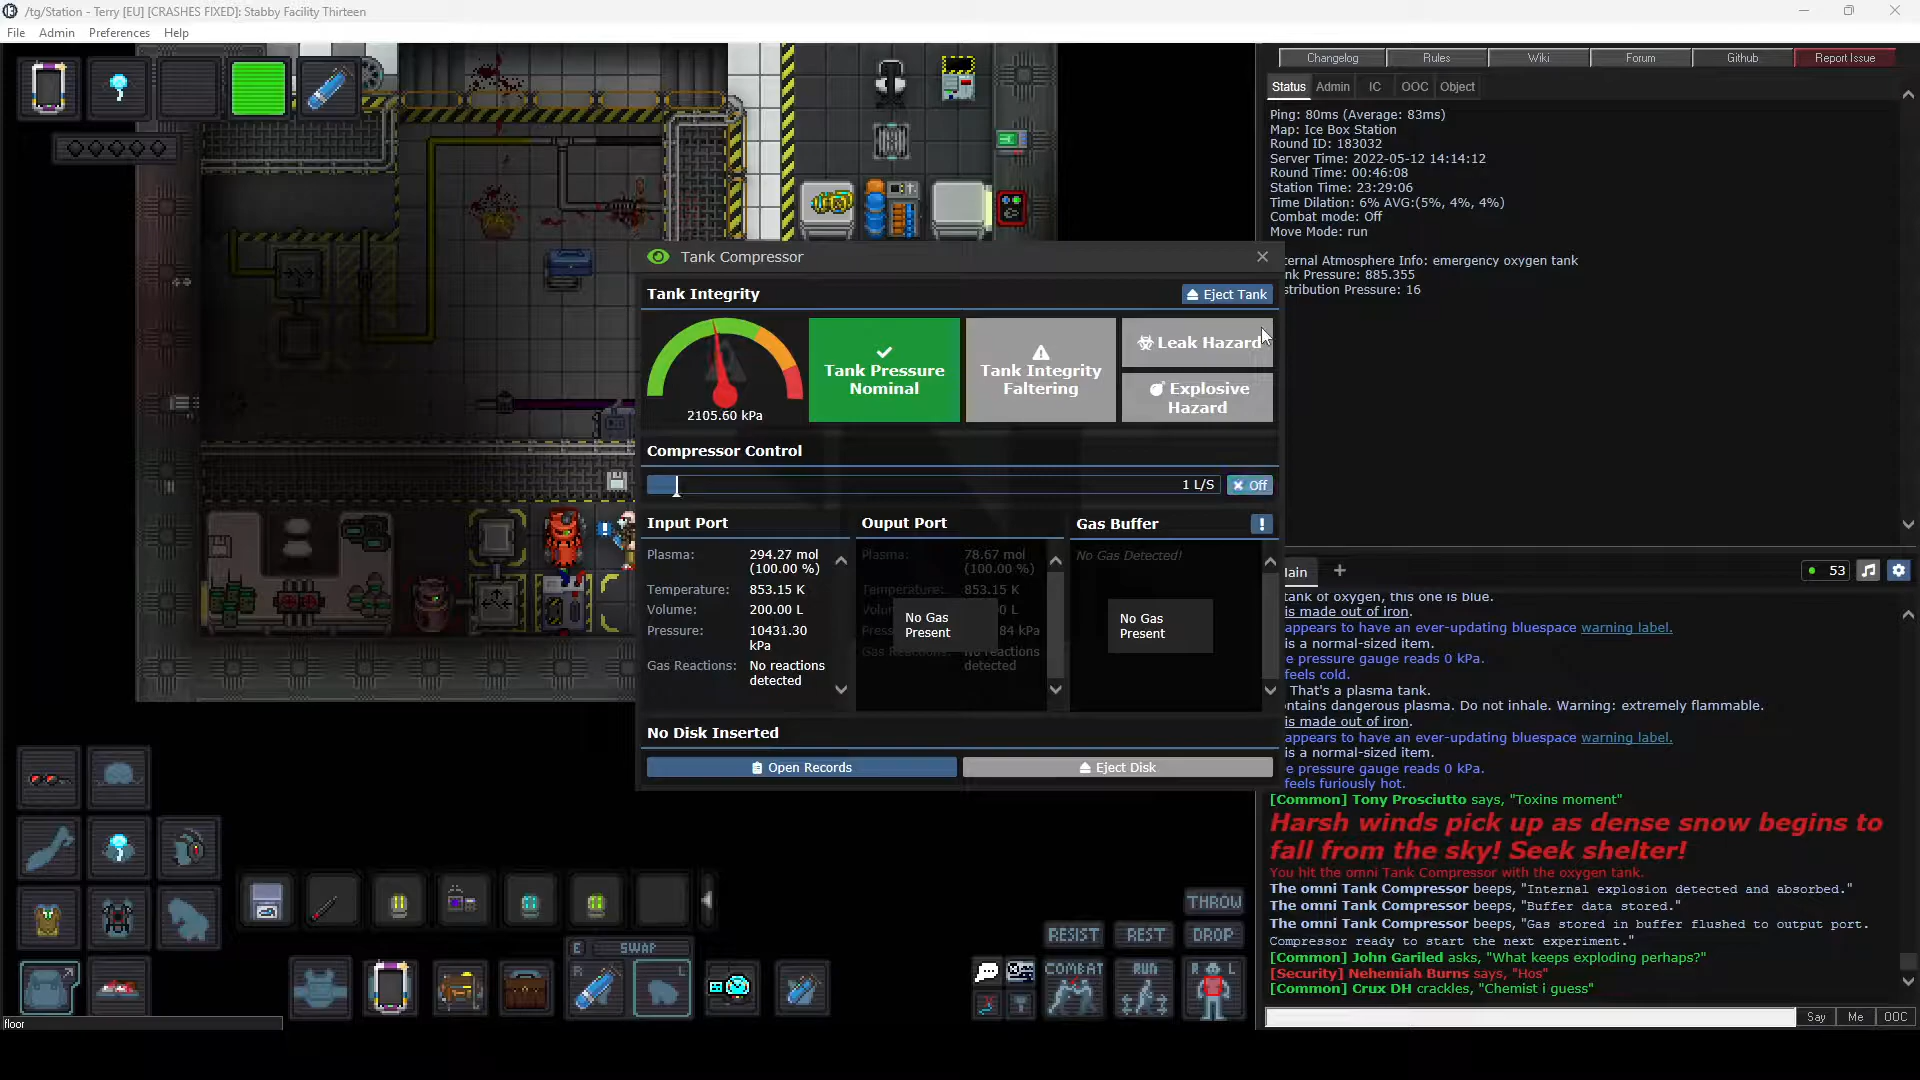 /tg/Station - Terry [EU] [CRASHES FIXED]: Stabby Facility Thirteen
File Admin Preferences Help
Changelog Rules Wiki Forum Github Report Issue
Status Admin IC OOC Object
Ping: 80ms (Average: 83ms)
Map: Ice Box Station
Round ID: 183032
Server Time: 2022-05-12 14:14:12
Round Time: 00:46:08
Station Time: 23:29:06
Time Dilation: 6% AVG:(5%, 4%, 4%)
Combat mode: Off
Move Mode: run
ernal Atmosphere Info: emergency oxygen tank
nk Pressure: 885.355
stribution Pressure: 16
Tank Compressor
Tank Integrity
Eject Tank
2105.60 kPa
Tank Pressure
Nominal
Tank Integrity
Faltering
Leak Hazard
Explosive
Hazard
Compressor Control
1 L/S
Off
Input Port
Plasma: 294.27 mol
(100.00 %)
Temperature: 853.15 K
Volume: 200.00 L
Pressure: 10431.30
kPa
Gas Reactions: No reactions
detected
Ouput Port
Plasma: 78.67 mol
(100.00 %)
Temperature: 853.15 K
No Gas
Present
84 kPa
No reactions
detected
Gas Buffer
No Gas Detected!
No Gas
Present
No Disk Inserted
Open Records
Eject Disk
ain + 53
tank of oxygen, this one is blue.
is made out of iron.
appears to have an ever-updating bluespace warning label.
is a normal-sized item.
e pressure gauge reads 0 kPa.
feels cold.
That's a plasma tank.
ntains dangerous plasma. Do not inhale. Warning: extremely flammable.
is made out of iron.
appears to have an ever-updating bluespace warning label.
is a normal-sized item.
e pressure gauge reads 0 kPa.
feels furiously hot.
[Common] Tony Prosciutto says, "Toxins moment"
Harsh winds pick up as dense snow begins to
fall from the sky! Seek shelter!
You hit the omni Tank Compressor with the oxygen tank.
The omni Tank Compressor beeps, "Internal explosion detected and absorbed."
The omni Tank Compressor beeps, "Buffer data stored."
The omni Tank Compressor beeps, "Gas stored in buffer flushed to output port.
Compressor ready to start the next experiment."
[Common] John Gariled asks, "What keeps exploding perhaps?"
[Security] Nehemiah Burns says, "Hos"
[Common] Crux DH crackles, "Chemist i guess"
Say Me OOC
THROW
RESIST REST DROP
E SWAP
R L
COMBAT RUN R L
floor